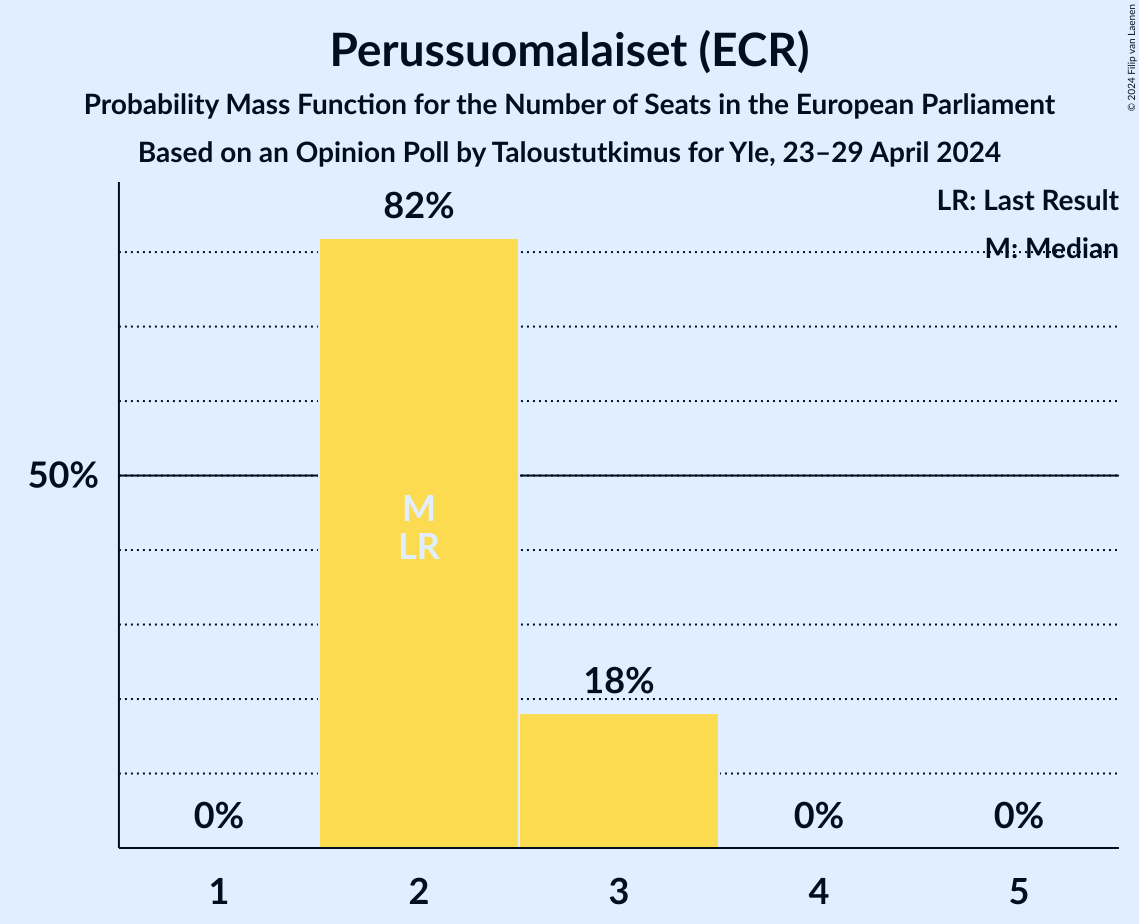 Perussuomalaiset (ECR)
Probability Mass Function for the Number of Seats in the European Parliament
Based on an Opinion Poll by Taloustutkimus for Yle, 23–29 April 2024
© 2024 Filip van Laenen
LR: Last Result
M: Median
82%
50%
M
LR
18%
0%
0%
0%
1
2
3
4
5